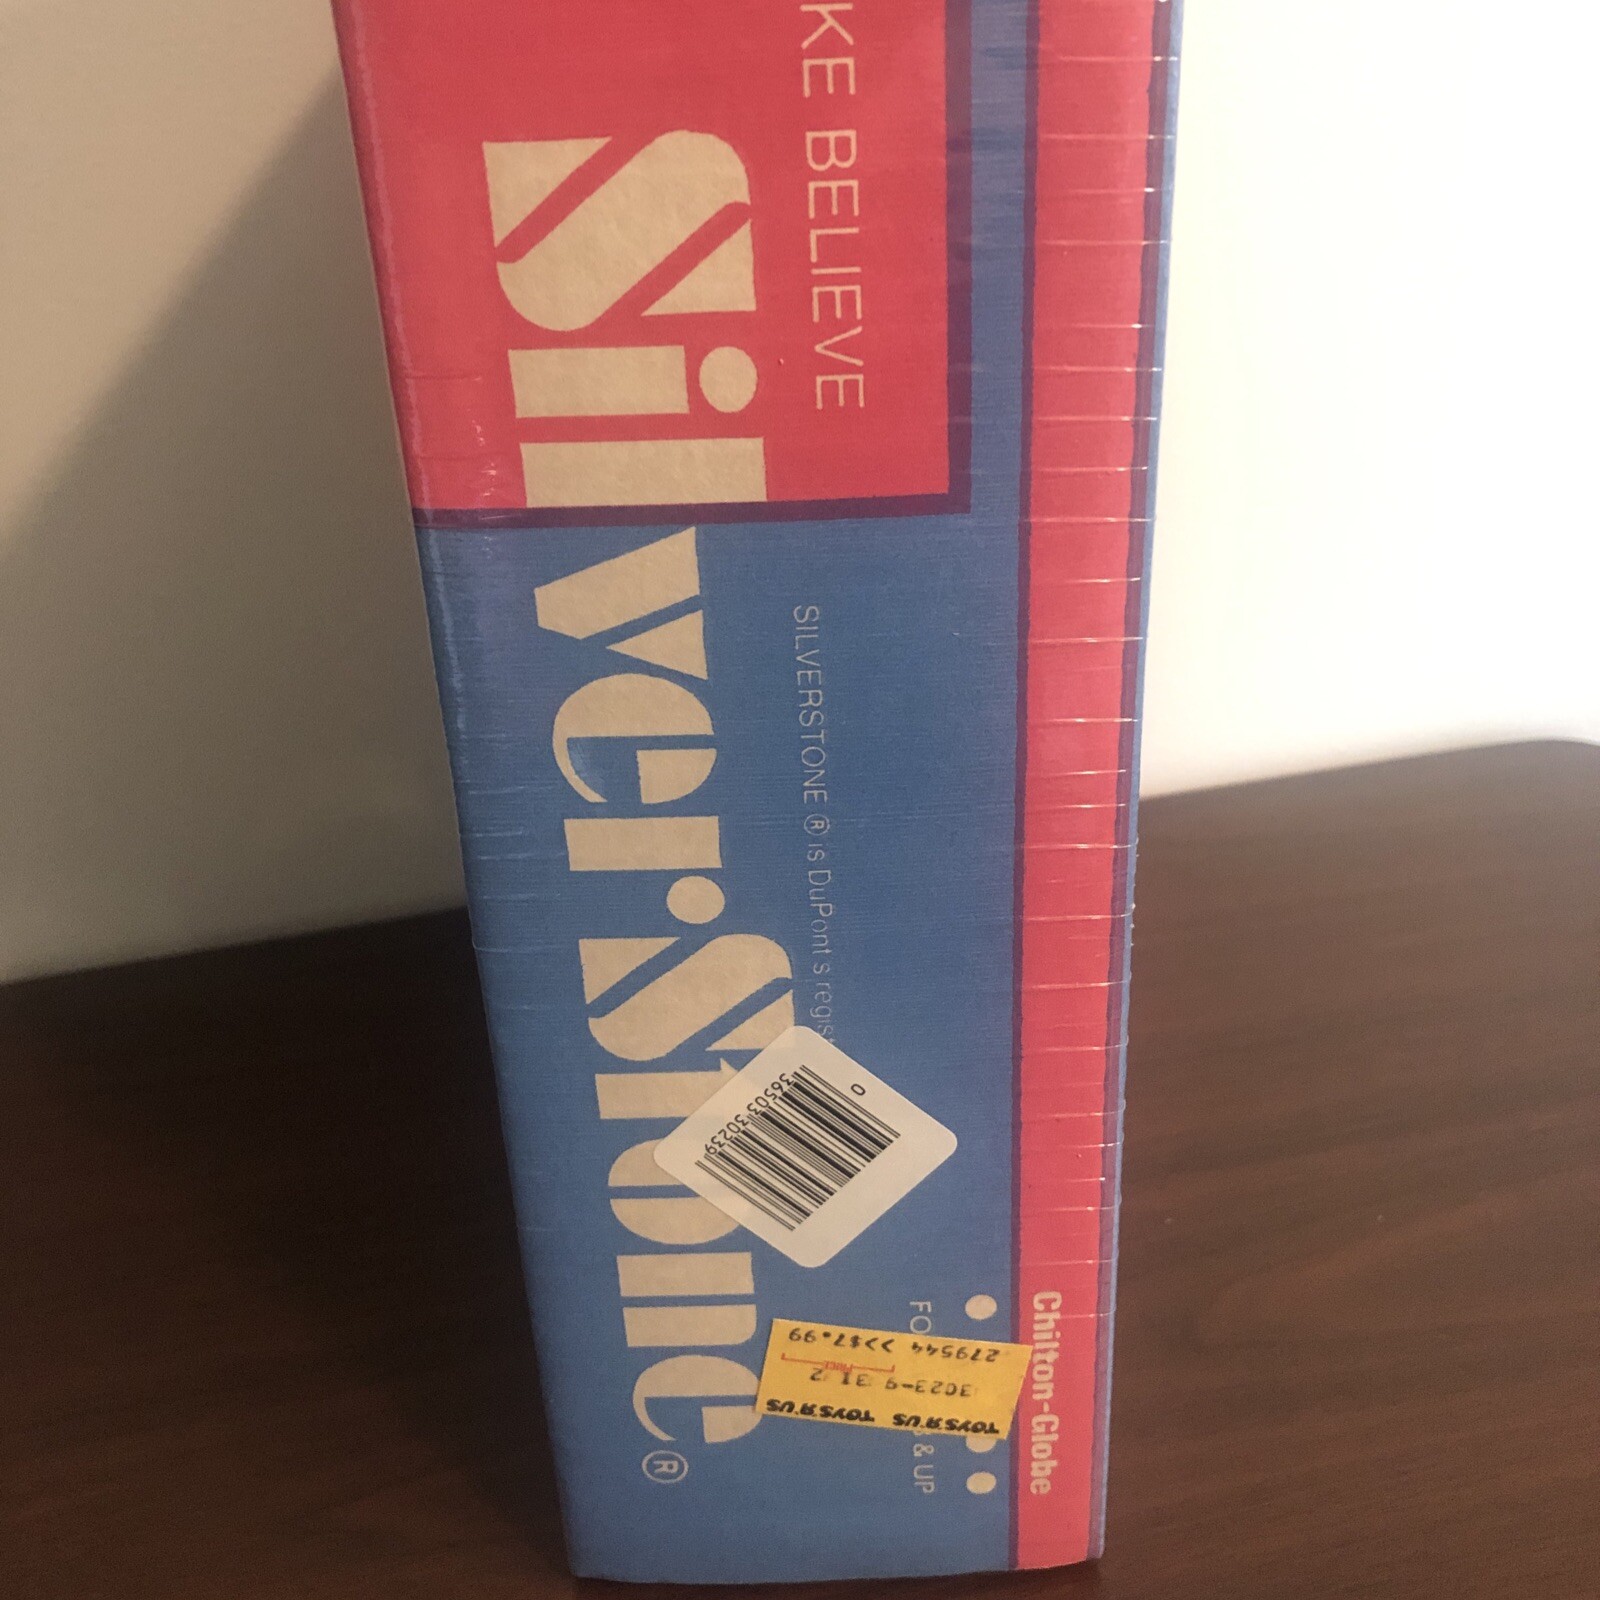 KE BELIEVE
SilverStone®
SILVERSTONE ® is DuPont s regist
0
36503 30239
FO
& UP
279544 >>$7.99
3023-9 31 2
TOYS R US TOYS R US
Chilton-Globe